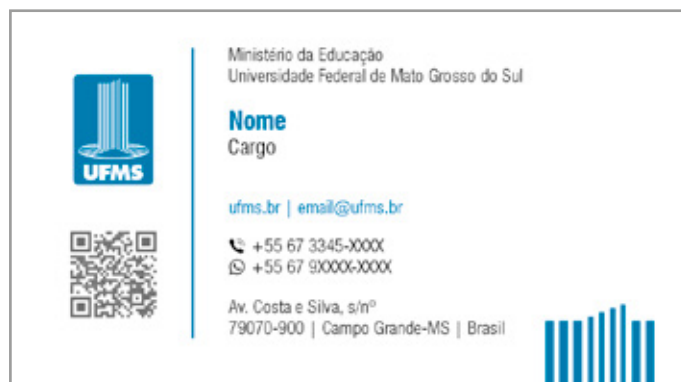 Ministério da Educação
Universidade Federal de Mato Grosso do Sul
UFMS
Nome
Cargo
ufms.br | email@ufms.br
+55 67 3345-XXXX
+55 67 9XXXX-XXXX
Av. Costa e Silva, s/nº
79070-900 | Campo Grande-MS | Brasil